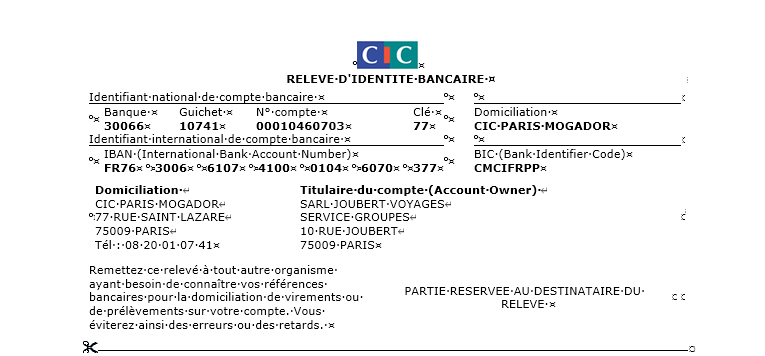 CIC
RELEVE D'IDENTITE BANCAIRE
Identifiant national de compte bancaire
Banque Guichet N° compte Clé Domiciliation
30066 10741 00010460703 77 CIC PARIS MOGADOR
Identifiant international de compte bancaire
IBAN (International Bank Account Number) BIC (Bank Identifier Code)
FR76 3006 6107 4100 0104 6070 377 CMCIFRPP
Domiciliation Titulaire du compte (Account Owner)
CIC PARIS MOGADOR SARL JOUBERT VOYAGES
77 RUE SAINT LAZARE SERVICE GROUPES
75009 PARIS 10 RUE JOUBERT
Tél : 08 20 01 07 41 75009 PARIS
Remettez ce relevé à tout autre organisme
ayant besoin de connaître vos références
bancaires pour la domiciliation de virements ou
de prélèvements sur votre compte. Vous
éviterez ainsi des erreurs ou des retards.
PARTIE RESERVEE AU DESTINATAIRE DU
RELEVE